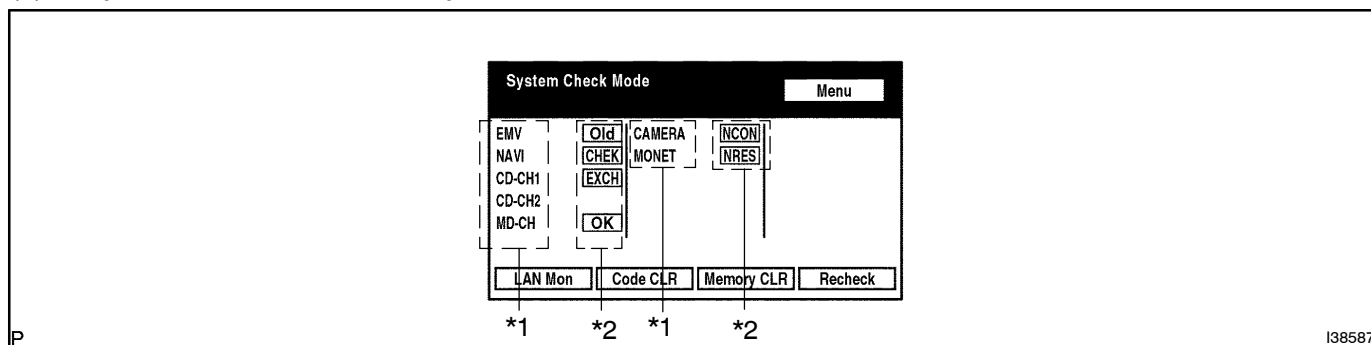 System Check Mode
Menu
EMV Old CAMERA NCON
NAVI CHEK MONET NRES
CD-CH1 EXCH
CD-CH2
MD-CH OK
LAN Mon Code CLR Memory CLR Recheck
*1 *2 *1 *2
P I38587